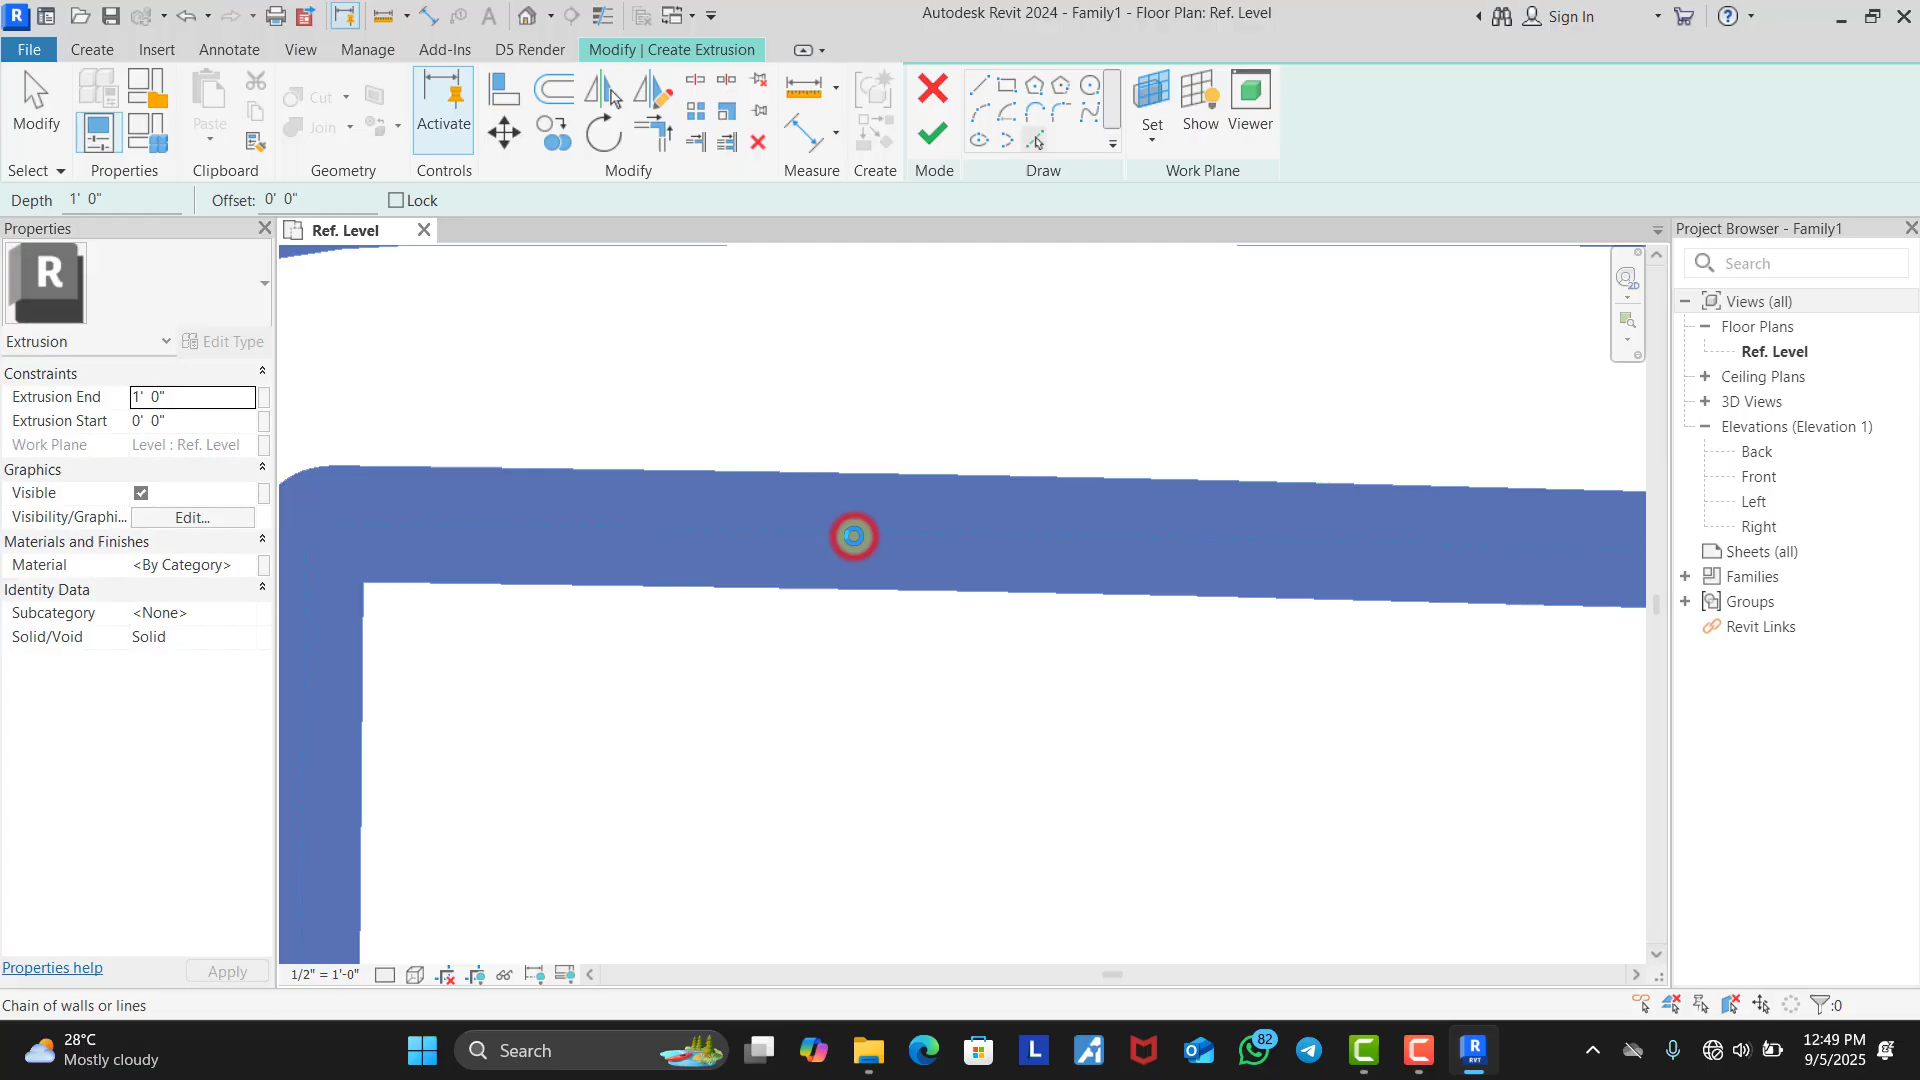 Autodesk Revit 2024 - Family1 - Floor Plan: Ref. Level
Sign In
File
Create
Insert
Annotate
View
Manage
Add-Ins
D5 Render
Modify | Create Extrusion
Modify
Paste
Cut
Join
Activate
Set
Show
Viewer
Select
Properties
Clipboard
Geometry
Controls
Modify
Measure
Create
Mode
Draw
Work Plane
Depth
1' 0"
Offset:
0' 0"
Lock
Properties
Ref. Level
Project Browser - Family1
R
Search
Extrusion
Edit Type
Constraints
Extrusion End
1' 0"
Extrusion Start
0' 0"
Work Plane
Level : Ref. Level
Graphics
Visible
Visibility/Graphi...
Edit...
Materials and Finishes
Material
<By Category>
Identity Data
Subcategory
<None>
Solid/Void
Solid
Properties help
Apply
Views (all)
Floor Plans
Ref. Level
Ceiling Plans
3D Views
Elevations (Elevation 1)
Back
Front
Left
Right
Sheets (all)
Families
Groups
Revit Links
2D
1/2" = 1'-0"
Chain of walls or lines
:0
28°C
Mostly cloudy
Search
L
82
C
C
R
RVT
12:49 PM
9/5/2025